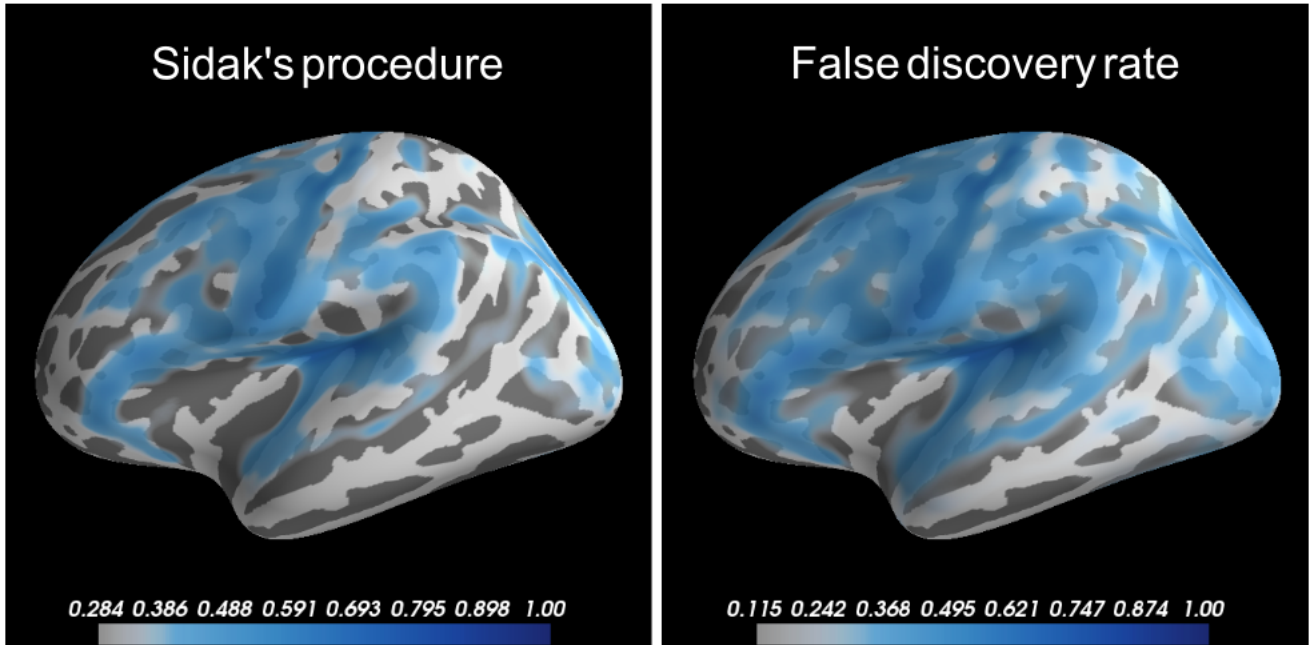 Sidak's procedure
False discovery rate
0.284 0.386 0.488 0.591 0.693 0.795 0.898 1.00
0.115 0.242 0.368 0.495 0.621 0.747 0.874 1.00